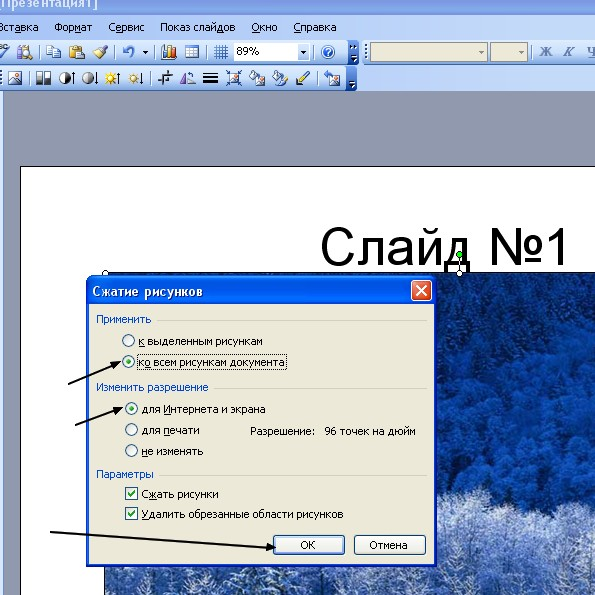 [Презентация1]
Вставка Формат Сервис Показ слайдов Окно Справка
89%
Ж К Ч
Слайд №1
Сжатие рисунков
Применить
к выделенным рисункам
ко всем рисункам документа
Изменить разрешение
для Интернета и экрана
для печати Разрешение: 96 точек на дюйм
не изменять
Параметры
Сжать рисунки
Удалить обрезанные области рисунков
ОК Отмена